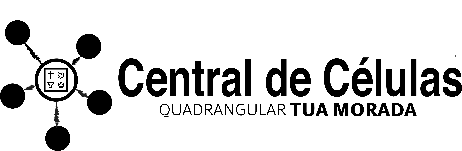 Central de Células
QUADRANGULAR TUA MORADA